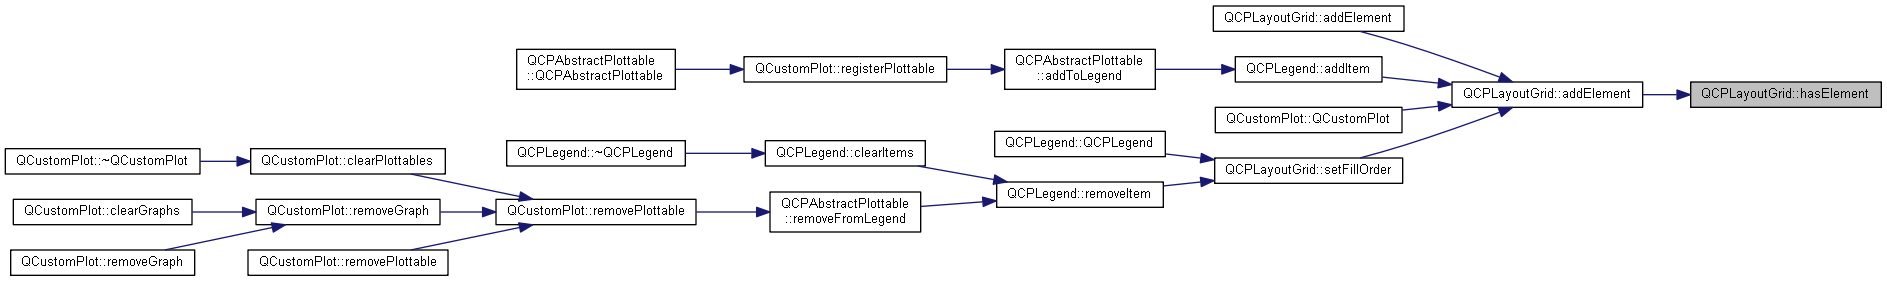 QCPLayoutGrid::addElement
QCPAbstractPlottable
::QCPAbstractPlottable
QCustomPlot::registerPlottable
QCPAbstractPlottable
::addToLegend
QCPLegend::addItem
QCPLayoutGrid::addElement
QCPLayoutGrid::hasElement
QCustomPlot::QCustomPlot
QCustomPlot::~QCustomPlot
QCustomPlot::clearPlottables
QCPLegend::~QCPLegend
QCPLegend::clearItems
QCPLegend::QCPLegend
QCPLayoutGrid::setFillOrder
QCPLegend::removeItem
QCustomPlot::clearGraphs
QCustomPlot::removeGraph
QCustomPlot::removePlottable
QCPAbstractPlottable
::removeFromLegend
QCustomPlot::removeGraph
QCustomPlot::removePlottable